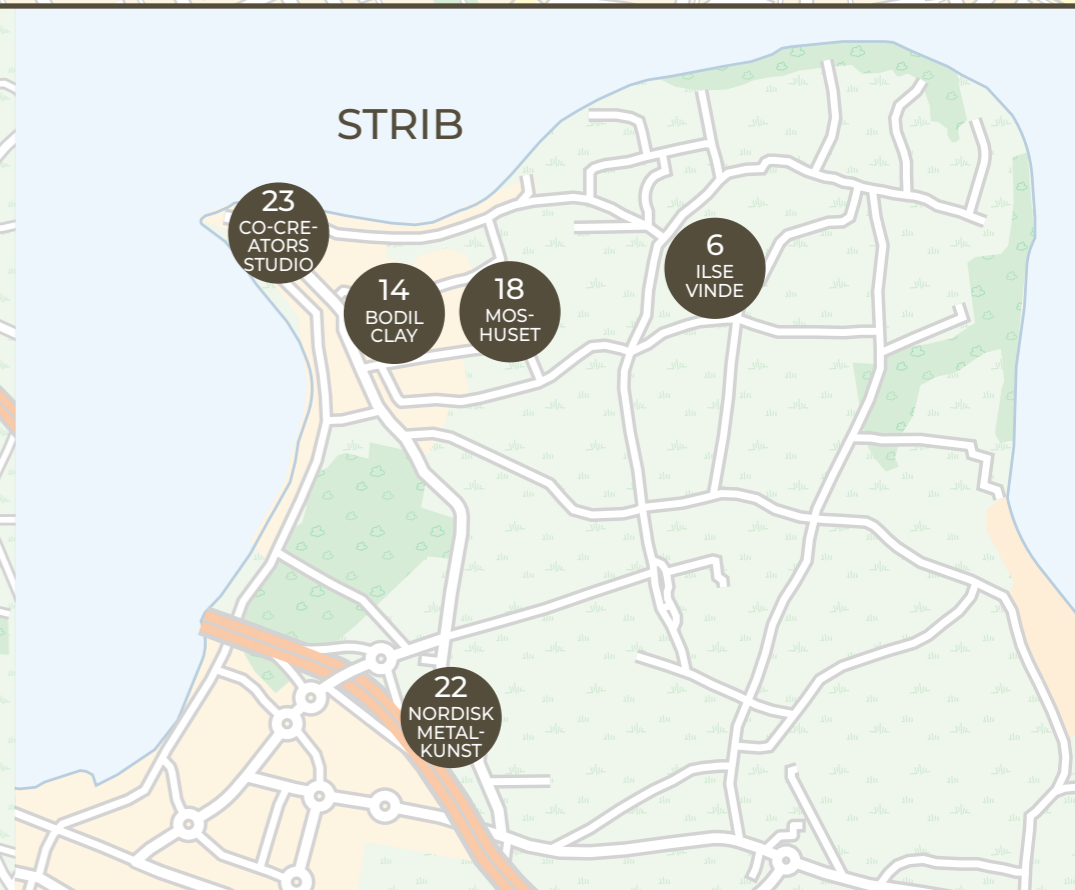 STRIB
23
CO-CRE-
ATORS
STUDIO
14
BODIL
CLAY
18
MOS-
HUSET
6
ILSE
VINDE
22
NORDISK
METAL-
KUNST